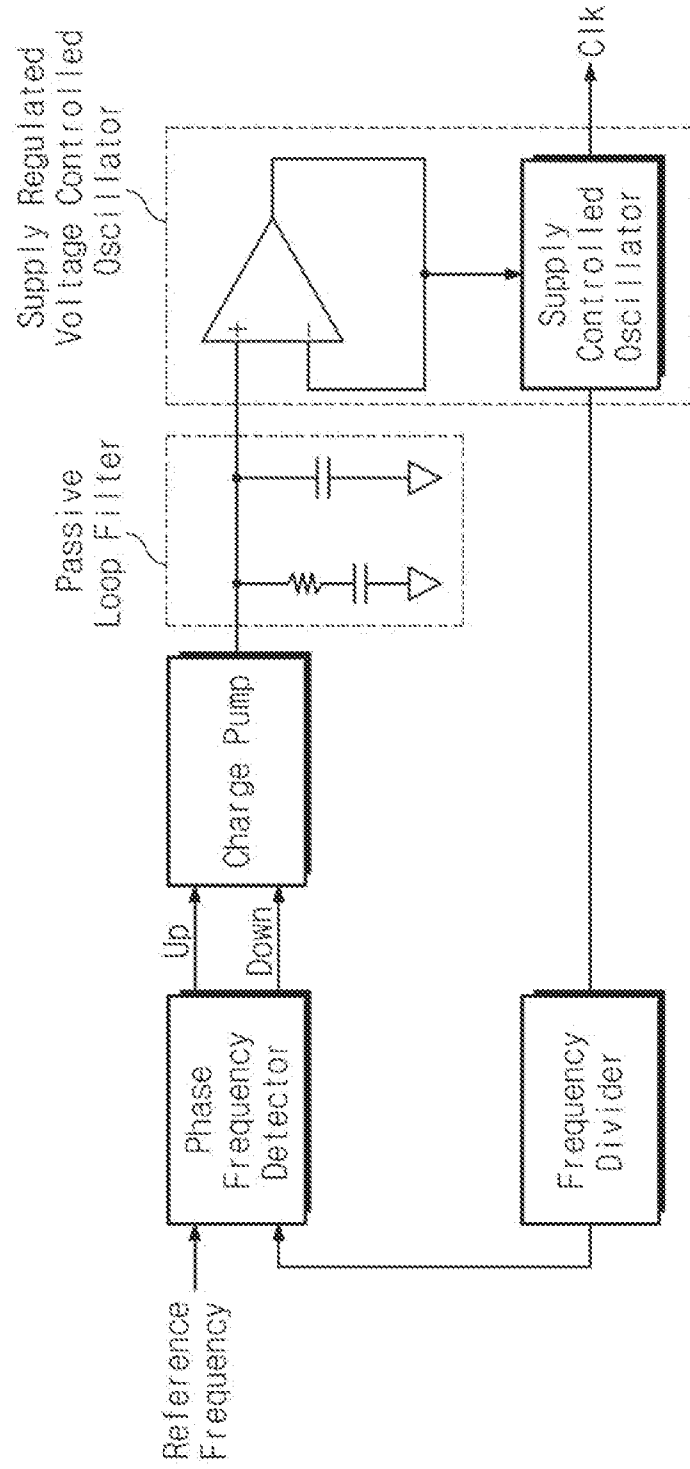 Reference
Frequency
Phase
Frequency
Detector
Up
Down
Charge Pump
Passive
Loop Filter
Supply Regulated
Voltage Controlled
Oscillator
+
−
Supply
Controlled
Oscillator
Clk
Frequency
Divider